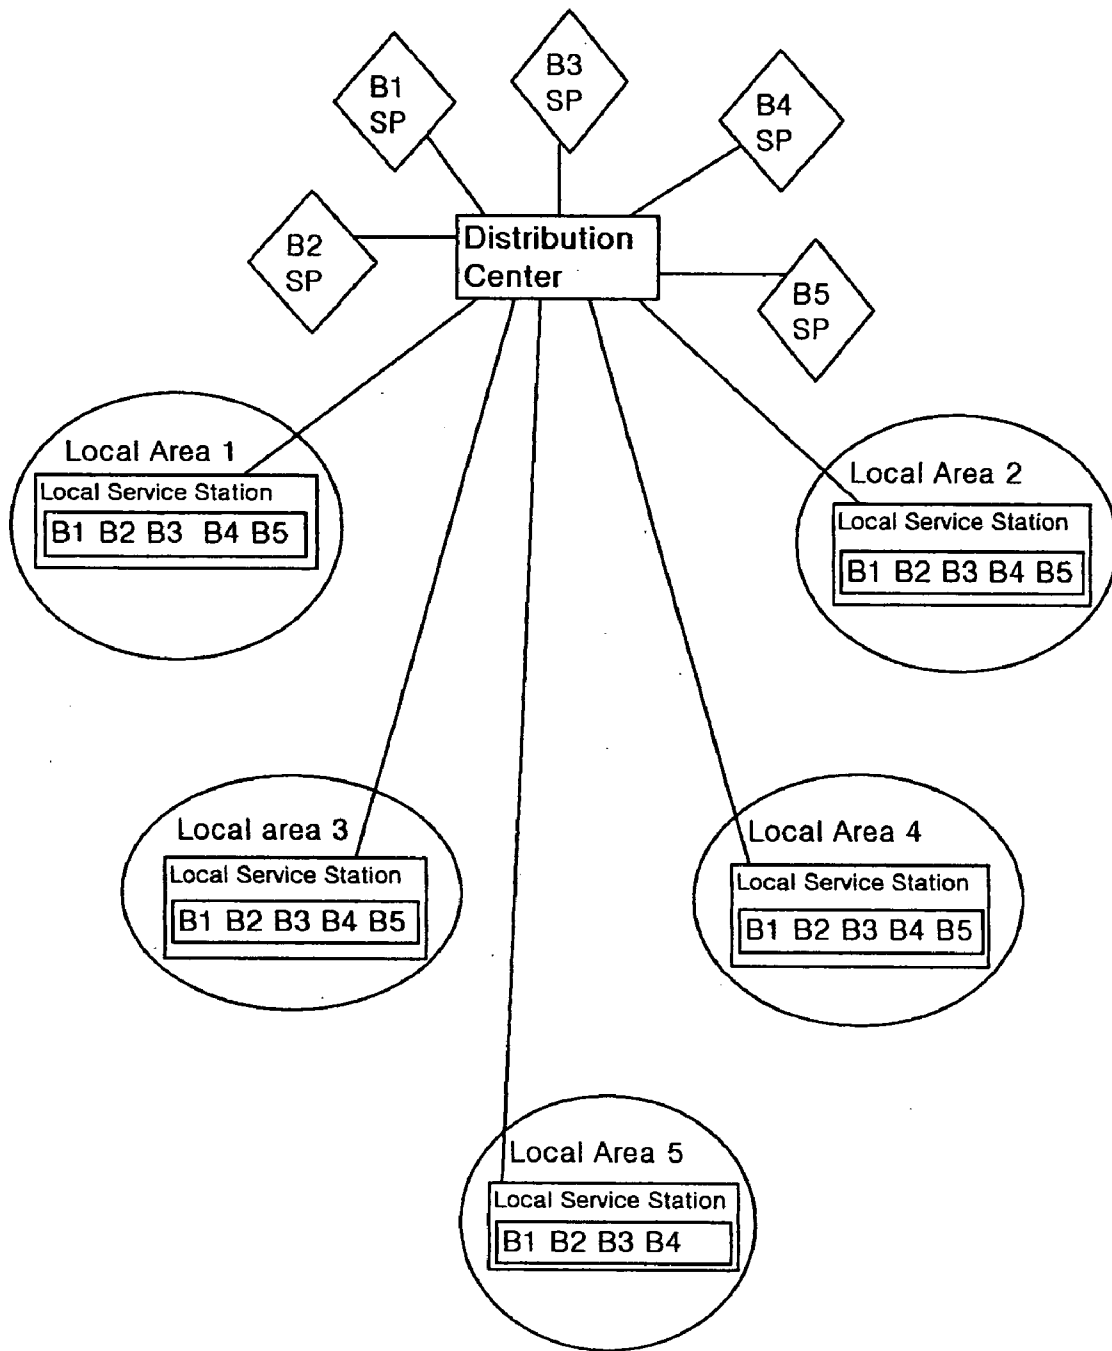 B1
SP
B3
SP
B4
SP
B2
SP
Distribution
Center
B5
SP
Local Area 1
Local Service Station
B1 B2 B3 B4 B5
Local Area 2
Local Service Station
B1 B2 B3 B4 B5
Local area 3
Local Service Station
B1 B2 B3 B4 B5
Local Area 4
Local Service Station
B1 B2 B3 B4 B5
Local Area 5
Local Service Station
B1 B2 B3 B4